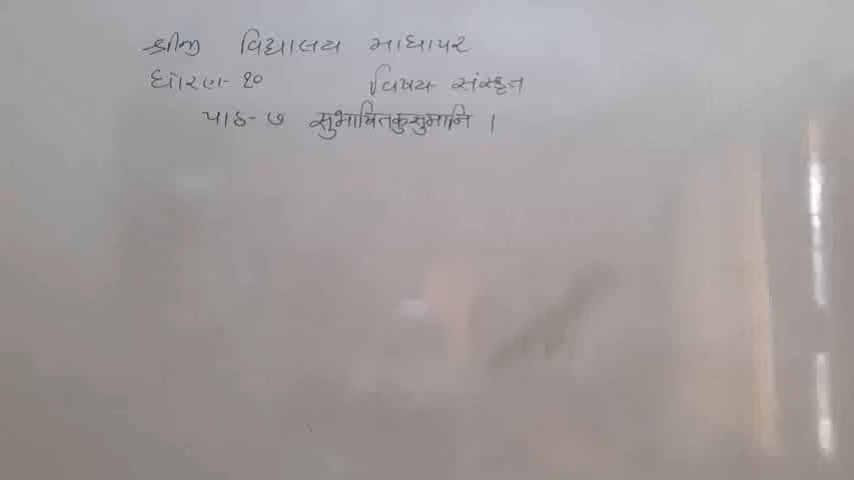 શ્રીજી વિદ્યાલય માધાપર
ધોરણ-૧૦ વિષય-સંસ્કૃત
પાઠ-૭ सुभाषितकुसुमानि ।